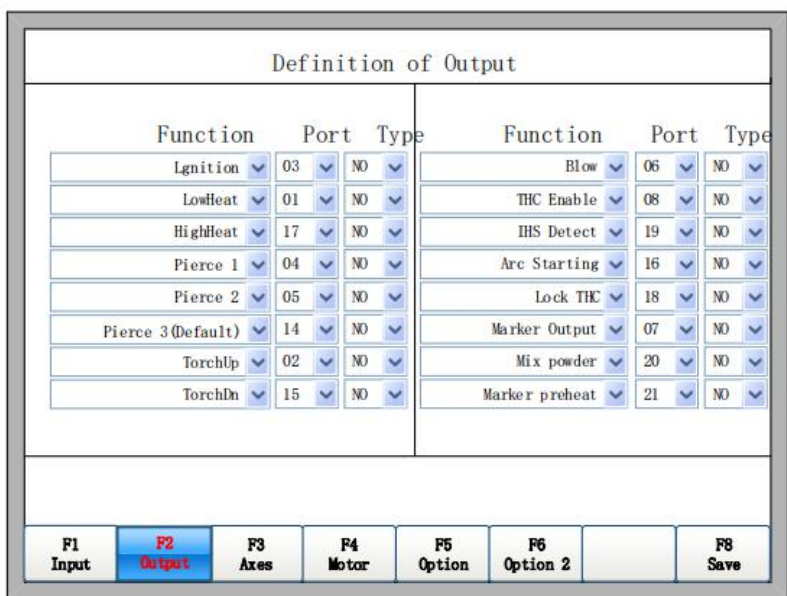 Definition of Output
Function Port Type Function Port Type
Lgnition 03 NO Blow 06 NO
LowHeat 01 NO THC Enable 08 NO
HighHeat 17 NO IHS Detect 19 NO
Pierce 1 04 NO Arc Starting 16 NO
Pierce 2 05 NO Lock THC 18 NO
Pierce 3(Default) 14 NO Marker Output 07 NO
TorchUp 02 NO Mix powder 20 NO
TorchDn 15 NO Marker preheat 21 NO
F1 F2 F3 F4 F5 F6 F8
Input Output Axes Motor Option Option 2 Save